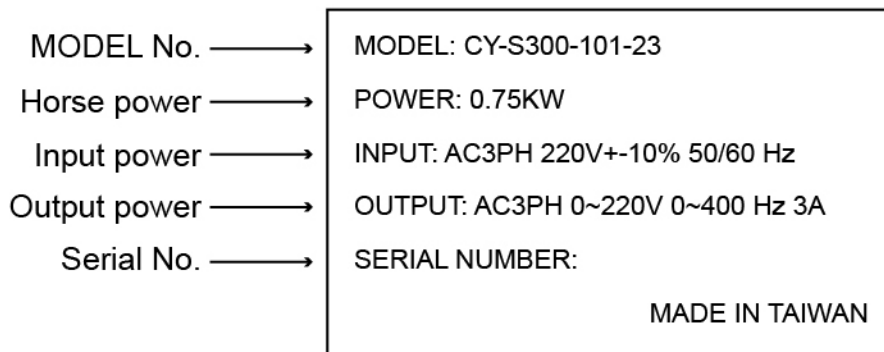 MODEL No. MODEL: CY-S300-101-23
Horse power POWER: 0.75KW
Input power INPUT: AC3PH 220V+-10% 50/60 Hz
Output power OUTPUT: AC3PH 0~220V 0~400 Hz 3A
Serial No. SERIAL NUMBER:
MADE IN TAIWAN